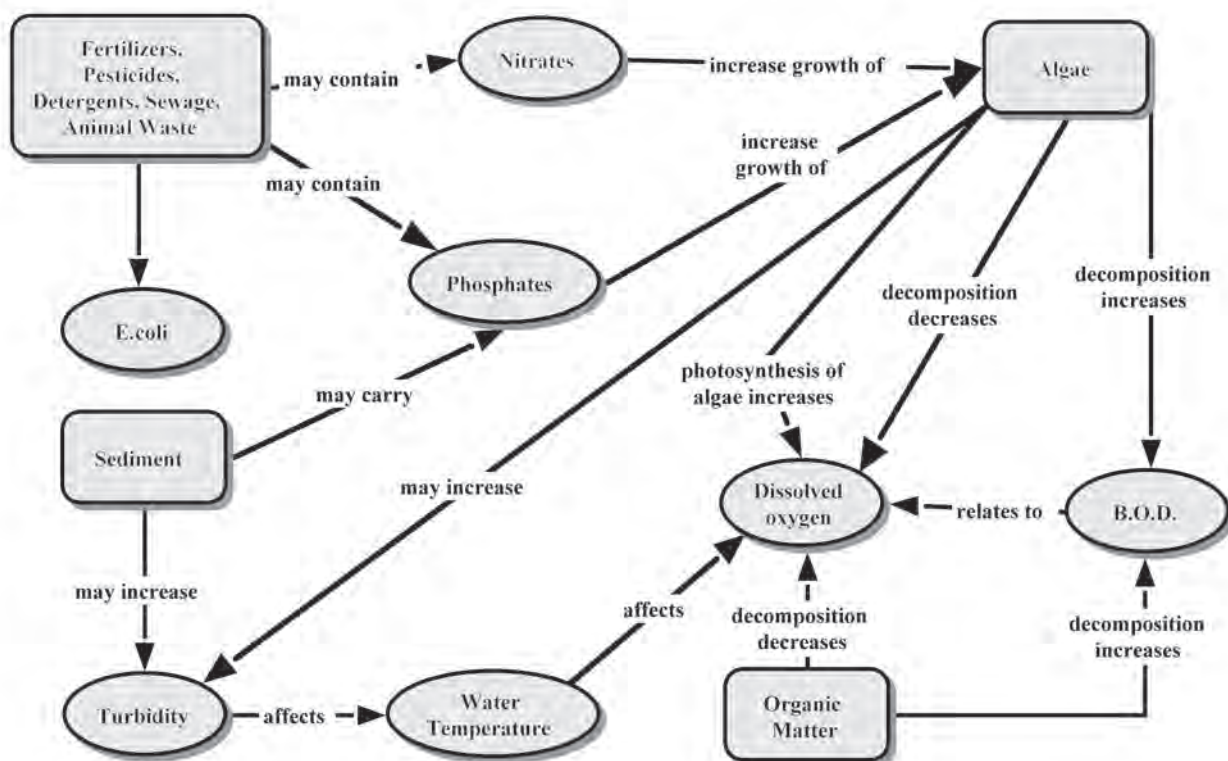 Fertilizers,
Pesticides,
Detergents, Sewage,
Animal Waste
may contain
Nitrates
increase growth of
Algae
may contain
increase
growth of
Phosphates
E.coli
decomposition
decreases
decomposition
increases
photosynthesis of
algae increases
may carry
Sediment
may increase
Dissolved
oxygen
relates to
B.O.D.
may increase
affects
decomposition
decreases
decomposition
increases
Turbidity
affects
Water
Temperature
Organic
Matter